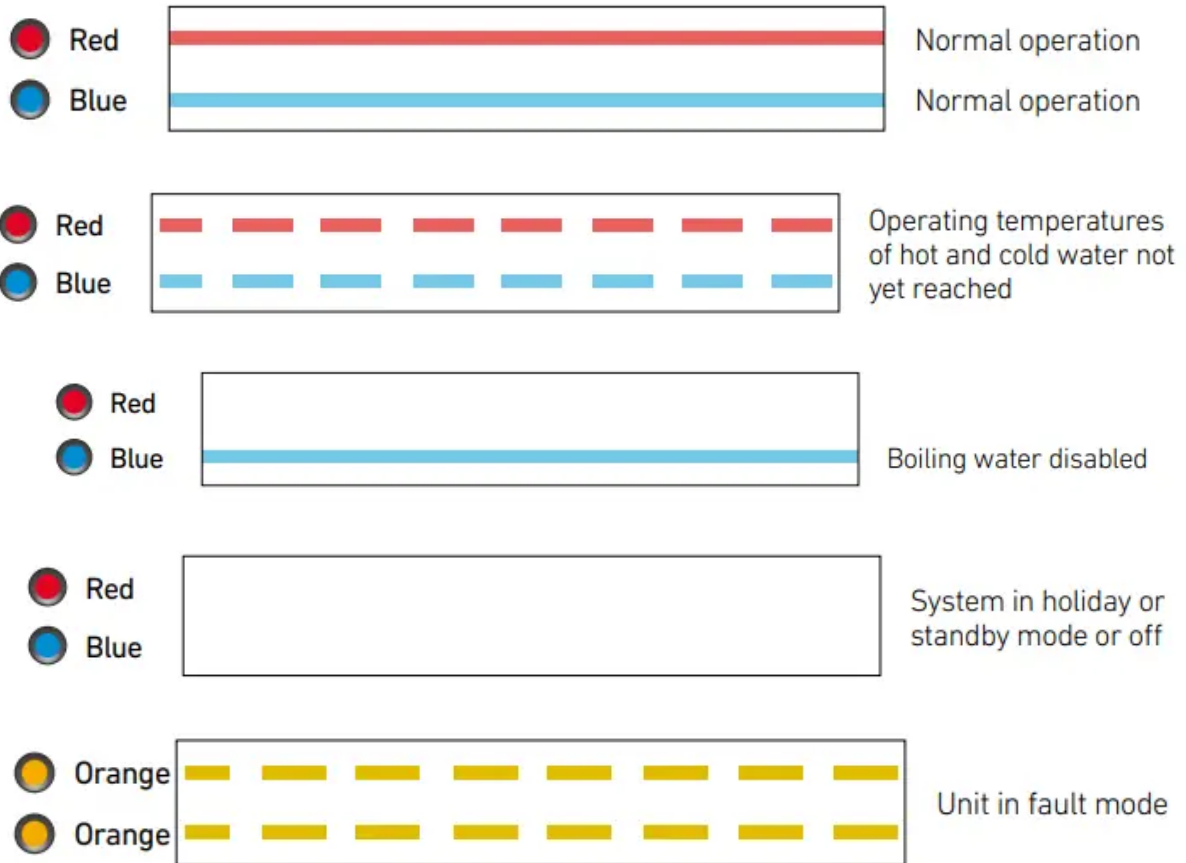 Red
Normal operation
Blue
Normal operation
Red
Blue
Operating temperatures
of hot and cold water not
yet reached
Red
Blue
Boiling water disabled
Red
Blue
System in holiday or
standby mode or off
Orange
Orange
Unit in fault mode